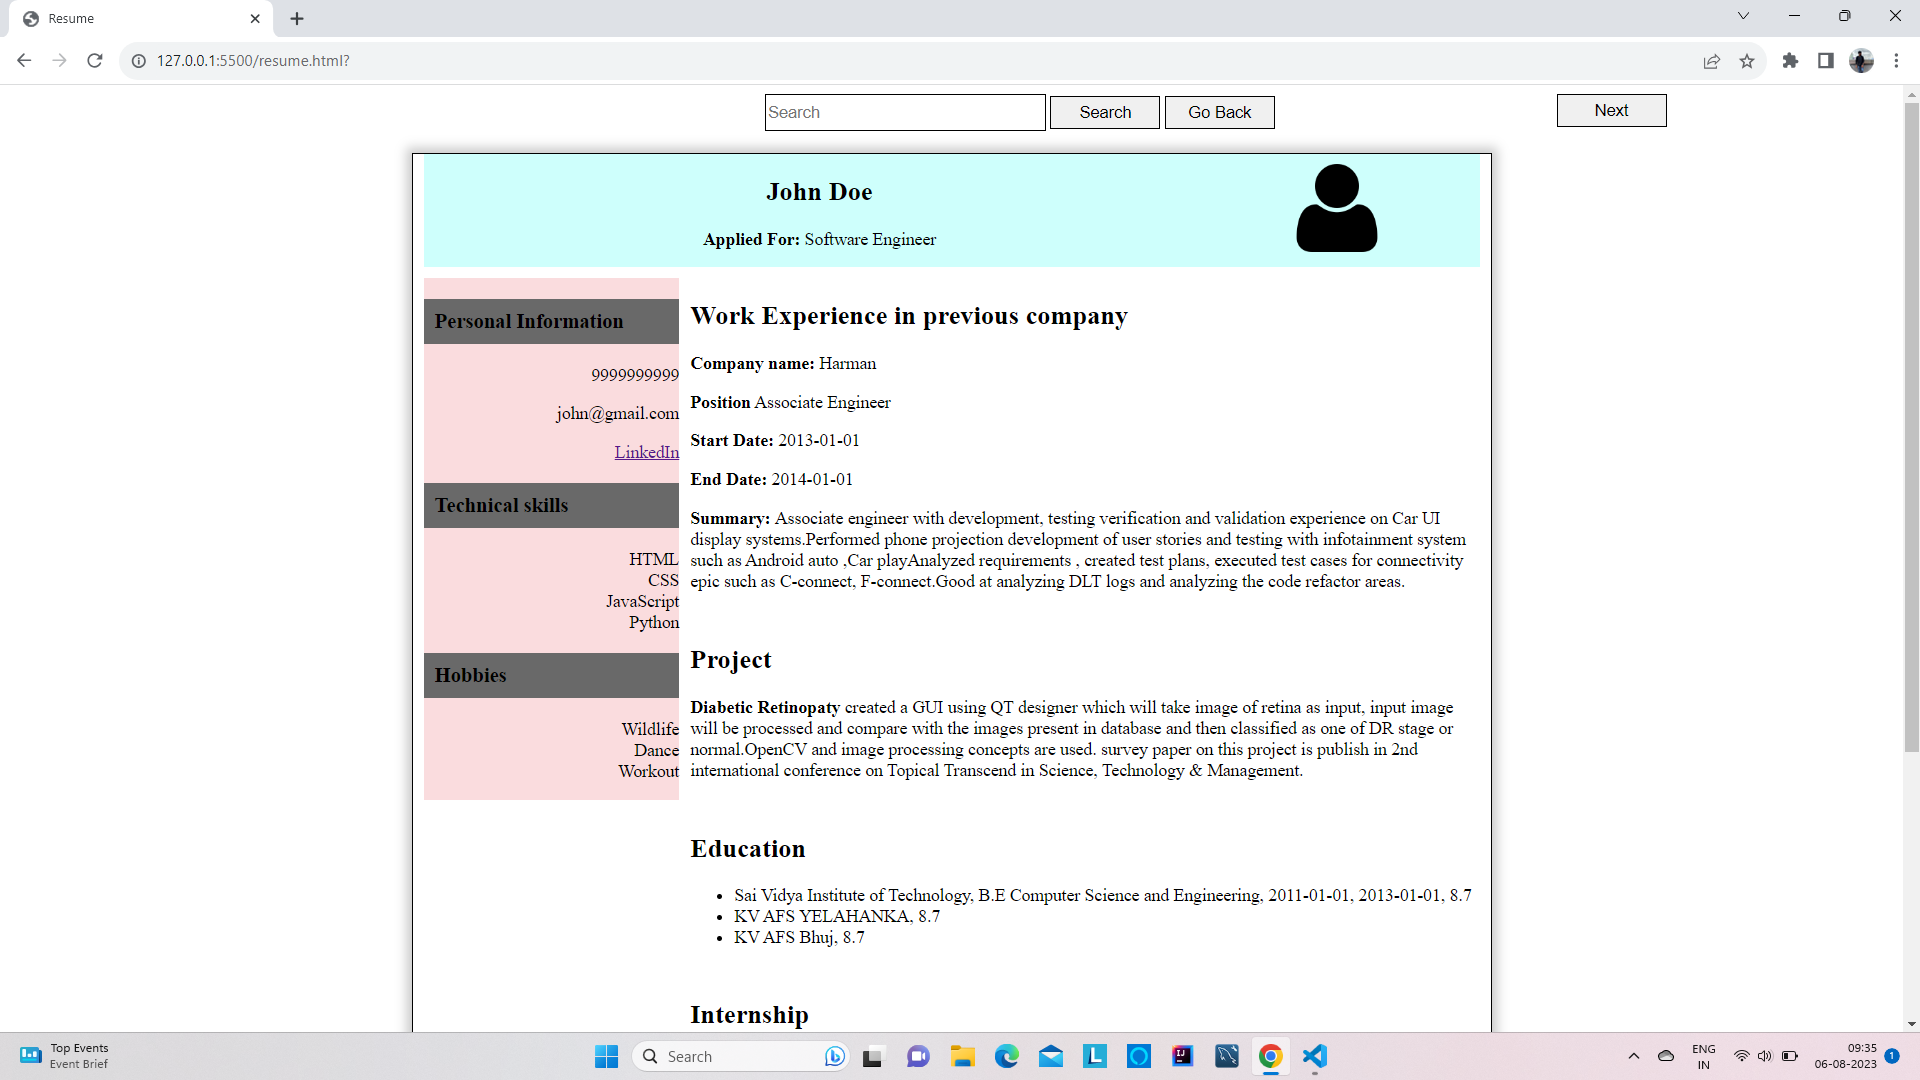 Resume
127.0.0.1:5500/resume.html?
Search
Search
Go Back
Next
John Doe
Applied For: Software Engineer
Personal Information
9999999999
john@gmail.com
LinkedIn
Technical skills
HTML
CSS
JavaScript
Python
Hobbies
Wildlife
Dance
Workout
Work Experience in previous company
Company name: Harman
Position Associate Engineer
Start Date: 2013-01-01
End Date: 2014-01-01
Summary: Associate engineer with development, testing verification and validation experience on Car UI
display systems.Performed phone projection development of user stories and testing with infotainment system
such as Android auto ,Car playAnalyzed requirements , created test plans, executed test cases for connectivity
epic such as C-connect, F-connect.Good at analyzing DLT logs and analyzing the code refactor areas.
Project
Diabetic Retinopaty created a GUI using QT designer which will take image of retina as input, input image
will be processed and compare with the images present in database and then classified as one of DR stage or
normal.OpenCV and image processing concepts are used. survey paper on this project is publish in 2nd
international conference on Topical Transcend in Science, Technology & Management.
Education
• Sai Vidya Institute of Technology, B.E Computer Science and Engineering, 2011-01-01, 2013-01-01, 8.7
• KV AFS YELAHANKA, 8.7
• KV AFS Bhuj, 8.7
Internship
Top Events
Event Brief
Search
L
IJ
ENG
IN
09:35
06-08-2023
1